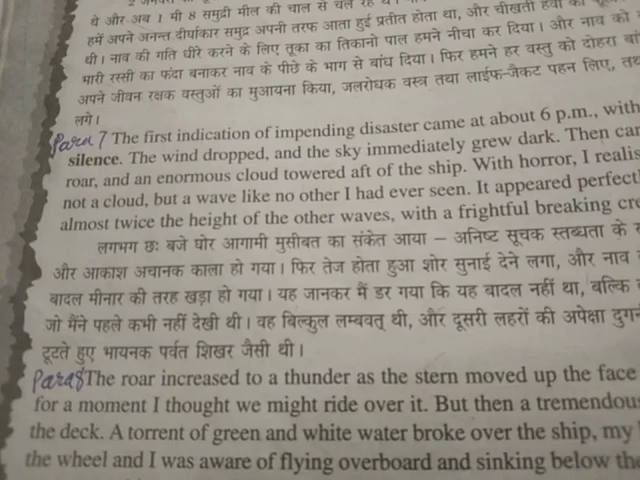 थे और अब 1 मी 8 समुद्री मील की चाल से चल रहे थे।
हमें अपने अनन्त दीर्घाकार समुद्र अपनी तरफ आता हुई प्रतीत होता था, और चीखती हवा
थी। नाव की गति धीरे करने के लिए तूफा का तिकानो पाल हमने नीचा कर दिया। और नाव को
भारी रस्सी का फंदा बनाकर नाव के पीछे के भाग से बांध दिया। फिर हमने हर वस्तु को दोहरा
अपने जीवन रक्षक वस्तुओं का मुआयना किया, जलरोधक वस्त्र तथा लाईफ-जैकट पहन लिए,
लगे।
Para 7 The first indication of impending disaster came at about 6 p.m., with
silence. The wind dropped, and the sky immediately grew dark. Then
roar, and an enormous cloud towered aft of the ship. With horror, I
not a cloud, but a wave like no other I had ever seen. It appeared
almost twice the height of the other waves, with a frightful breaking
लगभग छः बजे घोर आगामी मुसीबत का संकेत आया – अनिष्ट सूचक स्तब्धता के
और आकाश अचानक काला हो गया। फिर तेज होता हुआ शोर सुनाई देने लगा, और नाव
बादल मीनार की तरह खड़ा हो गया। यह जानकर मैं डर गया कि यह बादल नहीं था, बल्कि
जो मैंने पहले कभी नहीं देखी थी। वह बिल्कुल लम्बवत् थी, और दूसरी लहरों की अपेक्षा
टूटते हुए भायनक पर्वत शिखर जैसी थी।
Para 8 The roar increased to a thunder as the stern moved up the face
for a moment I thought we might ride over it. But then a
the deck. A torrent of green and white water broke over the ship, my
the wheel and I was aware of flying overboard and sinking below